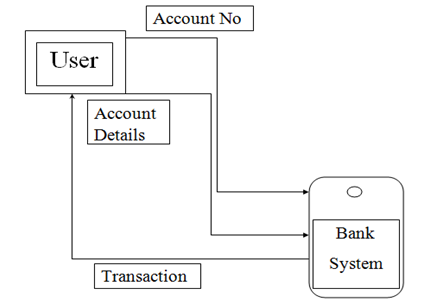 Account No
User
Account
Details
Bank
System
Transaction